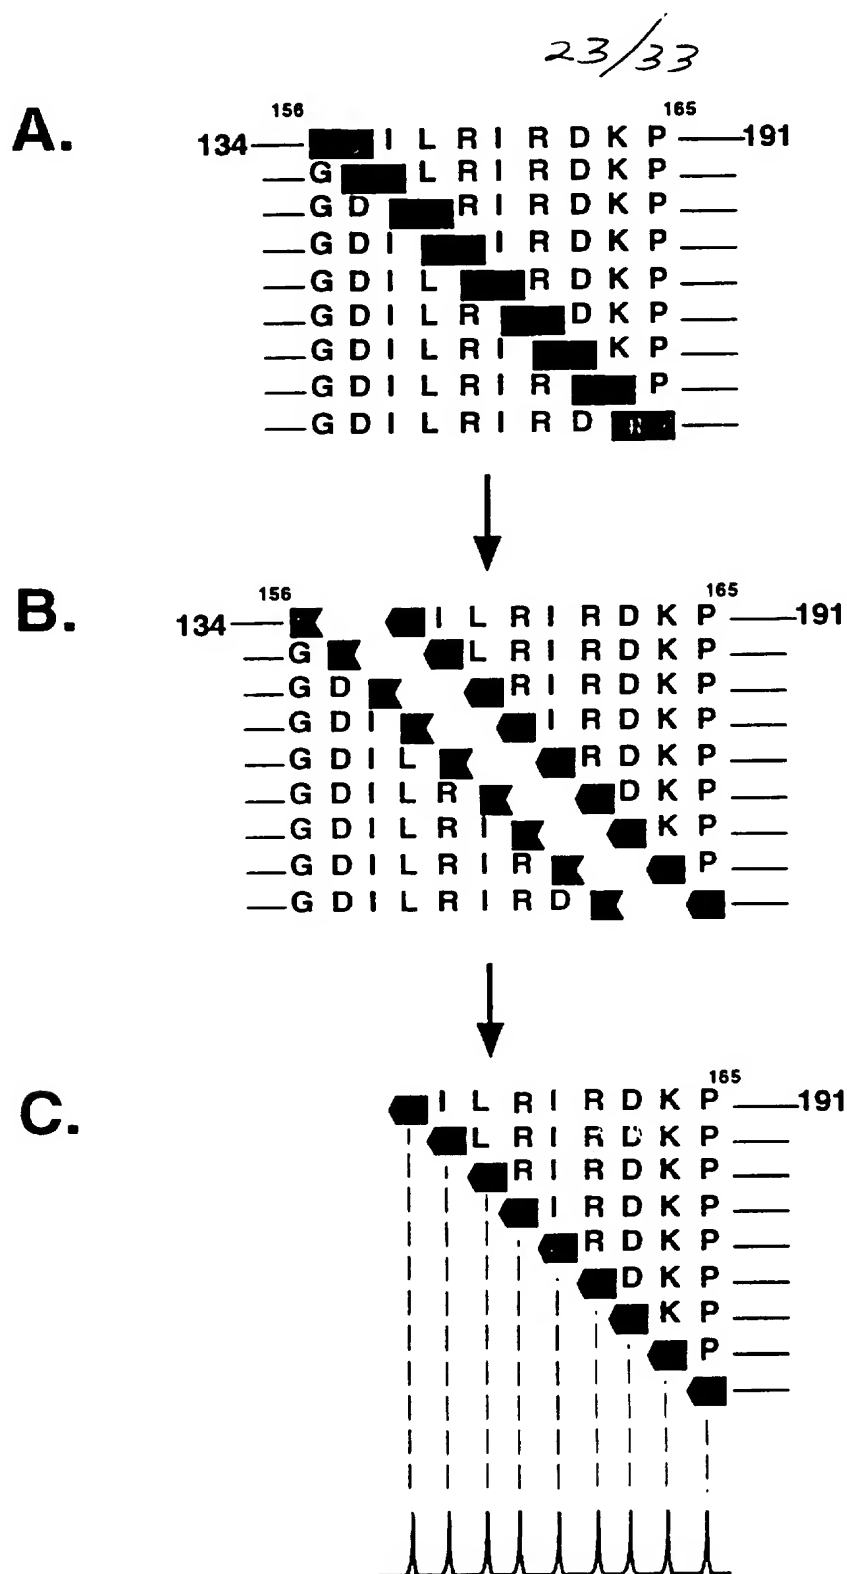 23/33
156 165
A. 134 I L R I R D K P 191
G L R I R D K P
G D R I R D K P
G D I I R D K P
G D I L R D K P
G D I L R D K P
G D I L R I K P
G D I L R I R P
G D I L R I R D
156 165
B. 134 I L R I R D K P 191
G L R I R D K P
G D R I R D K P
G D I I R D K P
G D I L R D K P
G D I L R D K P
G D I L R I K P
G D I L R I R P
G D I L R I R D
165
C. I L R I R D K P 191
L R I R D K P
R I R D K P
I R D K P
R D K P
D K P
K P
P